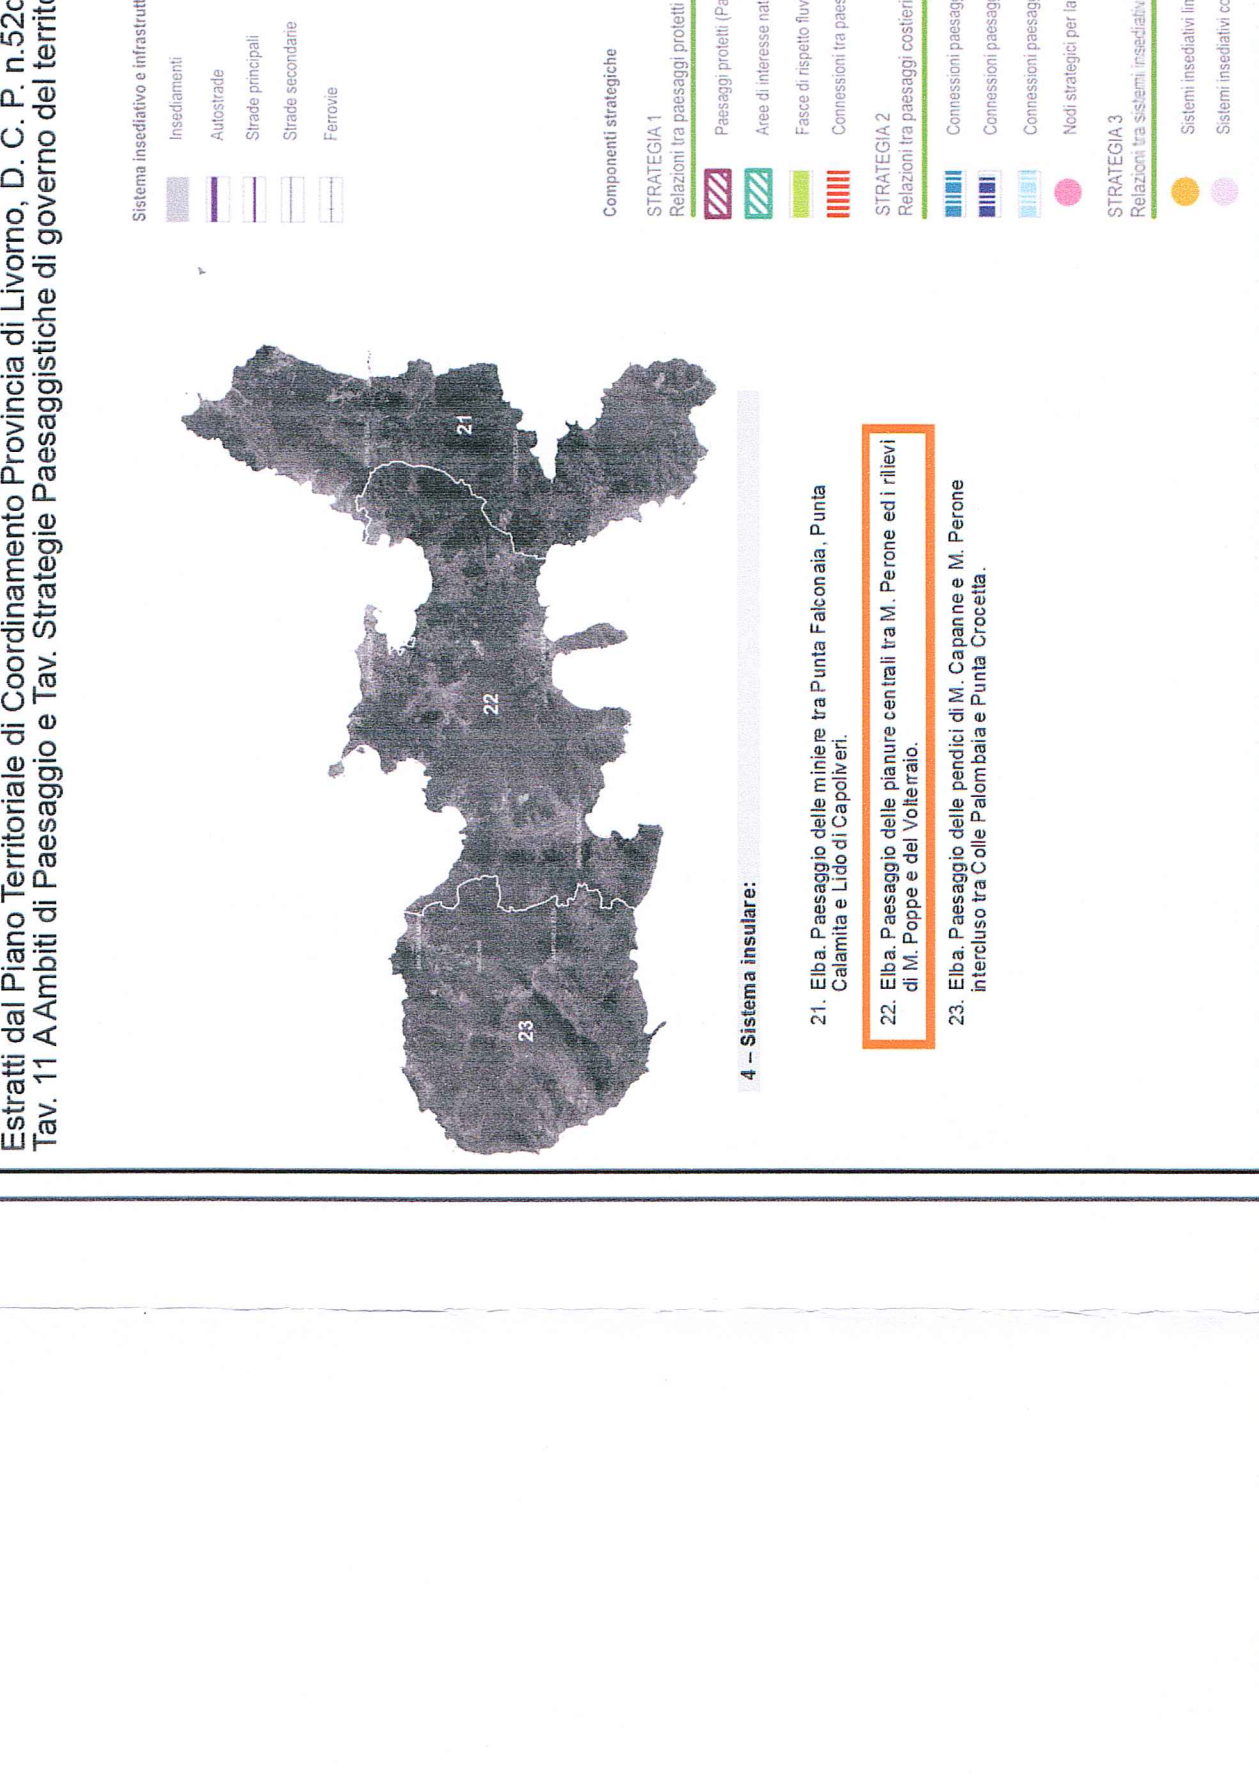 Estratti dal Piano Territoriale di Coordinamento Provincia di Livorno, D. C. P. n.52
Tav. 11 A Ambiti di Paesaggio e Tav. Strategie Paesaggistiche di governo del territo
Sistema insediativo e infrastrutt
Insediamenti
Autostrade
Strade principali
Strade secondarie
Ferrovie
21
22
23
4 – Sistema insulare:
21. Elba. Paesaggio delle miniere tra Punta Falconaia, Punta
Calamita e Lido di Capoliveri.
22. Elba. Paesaggio delle pianure centrali tra M. Perone ed i rilievi
di M. Poppe e del Volterraio.
23. Elba. Paesaggio delle pendici di M. Capanne e M. Perone
intercluso tra Colle Palombaia e Punta Crocetta.
Componenti strategiche
STRATEGIA 1
Relazioni tra paesaggi protetti
Paesaggi protetti (Pa
Aree di interesse nat
Fasce di rispetto fluv
Connessioni tra paes
STRATEGIA 2
Relazioni tra paesaggi costieri
Connessioni paesag
Connessioni paesag
Connessioni paesag
Nodi strategici per la
STRATEGIA 3
Relazioni tra sistemi insediativ
Sistemi insediativi lin
Sistemi insediativi co